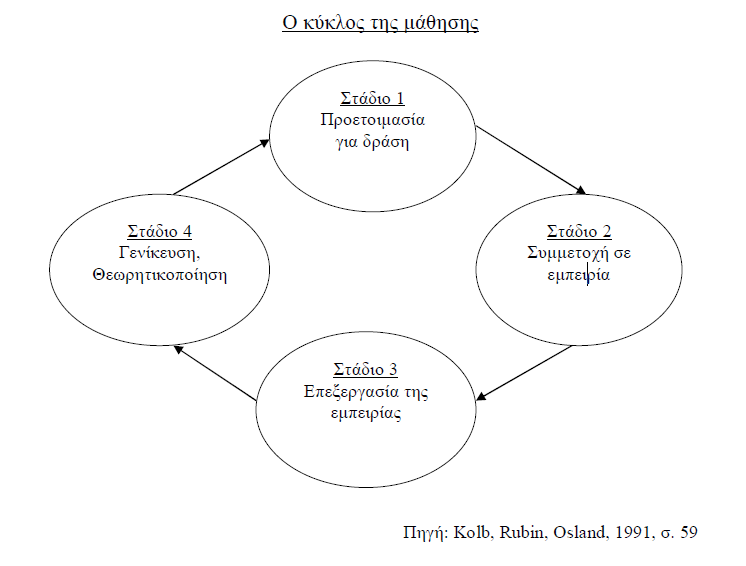 Ο κύκλος της μάθησης
Στάδιο 1
Προετοιμασία
για δράση
Στάδιο 2
Συμμετοχή σε
εμπειρία
Στάδιο 3
Επεξεργασία της
εμπειρίας
Στάδιο 4
Γενίκευση,
Θεωρητικοποίηση
Πηγή: Kolb, Rubin, Osland, 1991, σ. 59